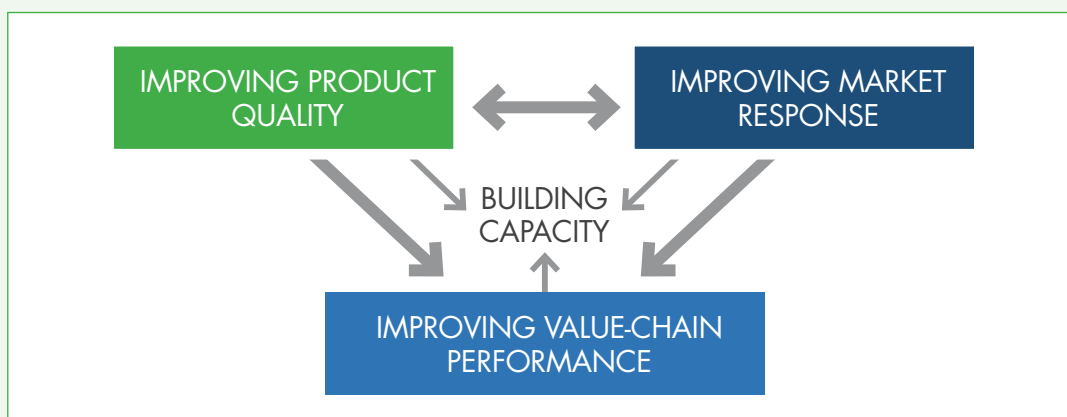 IMPROVING PRODUCT
QUALITY
IMPROVING MARKET
RESPONSE
BUILDING
CAPACITY
IMPROVING VALUE-CHAIN
PERFORMANCE